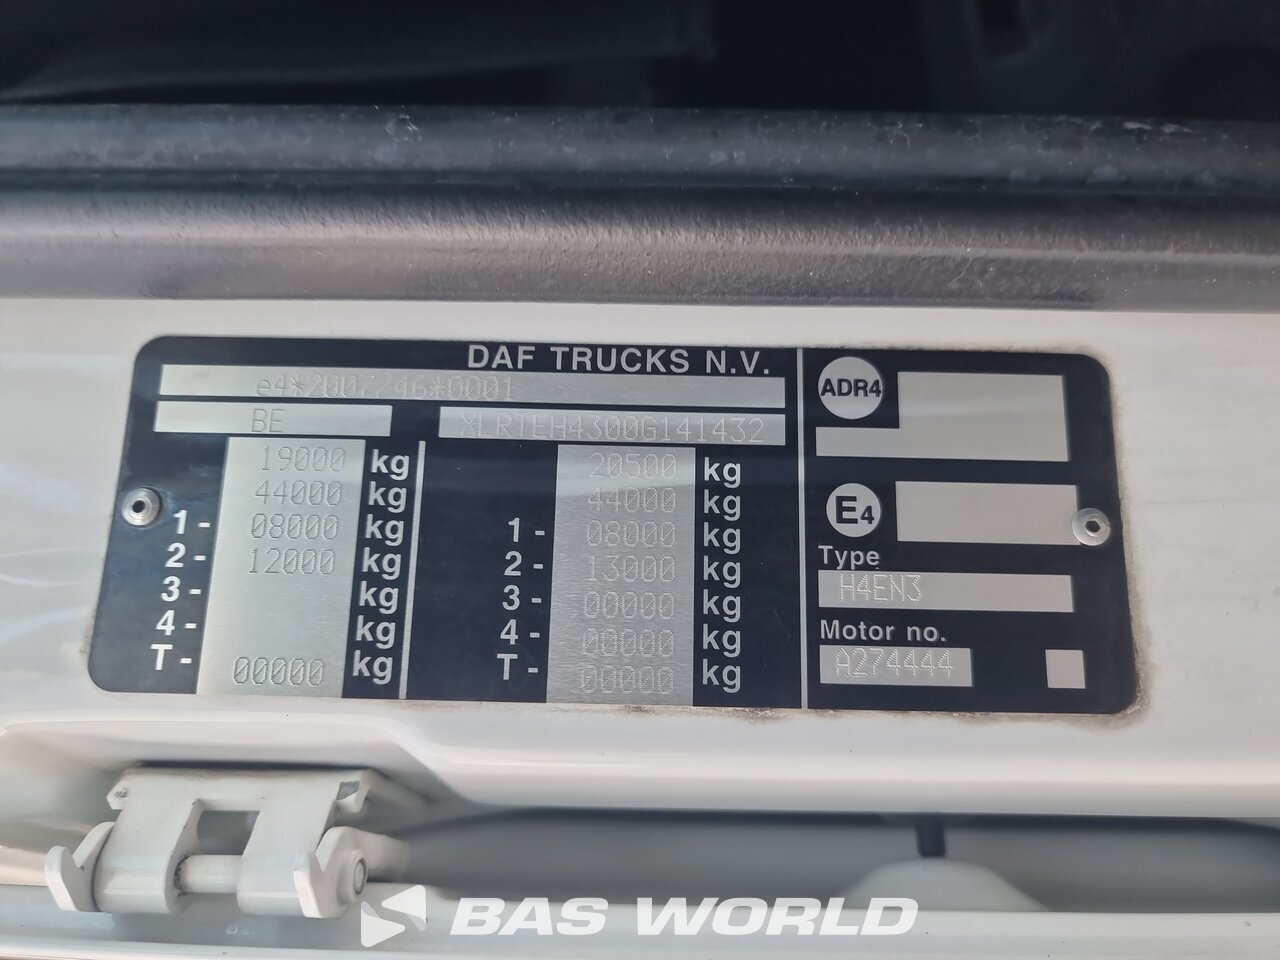 DAF TRUCKS N.V.
e4*2007/46*0001
BE XLRTEH4300G141432
19000 kg 20500 kg
44000 kg 44000 kg
1- 08000 kg 1- 08000 kg
2- 12000 kg 2- 13000 kg
3- kg 3- 00000 kg
4- kg 4- 00000 kg
T- 00000 kg T- 00000 kg
ADR4
E4
Type
H4EN3
Motor no.
A274444
BAS WORLD